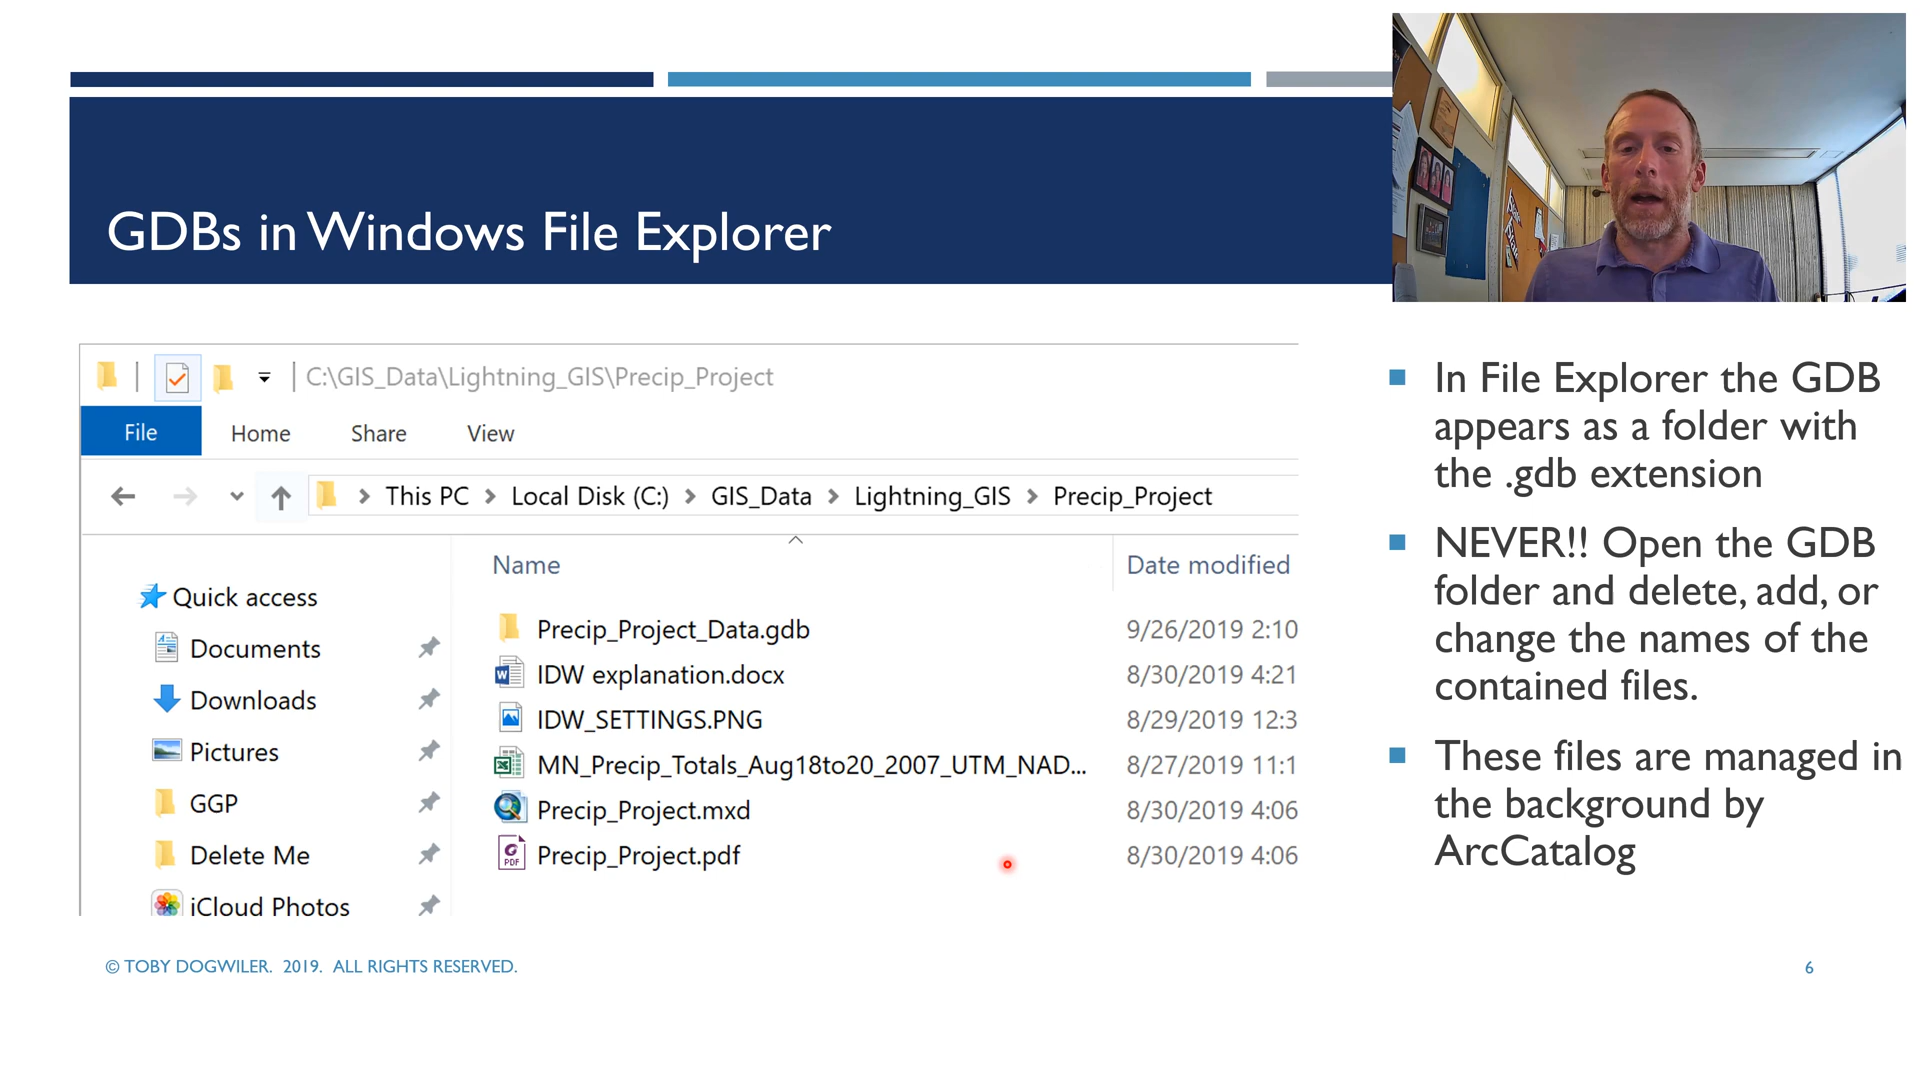 GDBs in Windows File Explorer
C:\GIS_Data\Lightning_GIS\Precip_Project
File Home Share View
This PC Local Disk (C:) GIS_Data Lightning_GIS Precip_Project
Name Date modified
Quick access
Documents
Downloads
Pictures
GGP
Delete Me
iCloud Photos
Precip_Project_Data.gdb 9/26/2019 2:10
IDW explanation.docx 8/30/2019 4:21
IDW_SETTINGS.PNG 8/29/2019 12:3
MN_Precip_Totals_Aug18to20_2007_UTM_NAD... 8/27/2019 11:1
Precip_Project.mxd 8/30/2019 4:06
PDF
Precip_Project.pdf 8/30/2019 4:06
In File Explorer the GDB
appears as a folder with
the .gdb extension
NEVER!! Open the GDB
folder and delete, add, or
change the names of the
contained files.
These files are managed in
the background by
ArcCatalog
© TOBY DOGWILER. 2019. ALL RIGHTS RESERVED.
6